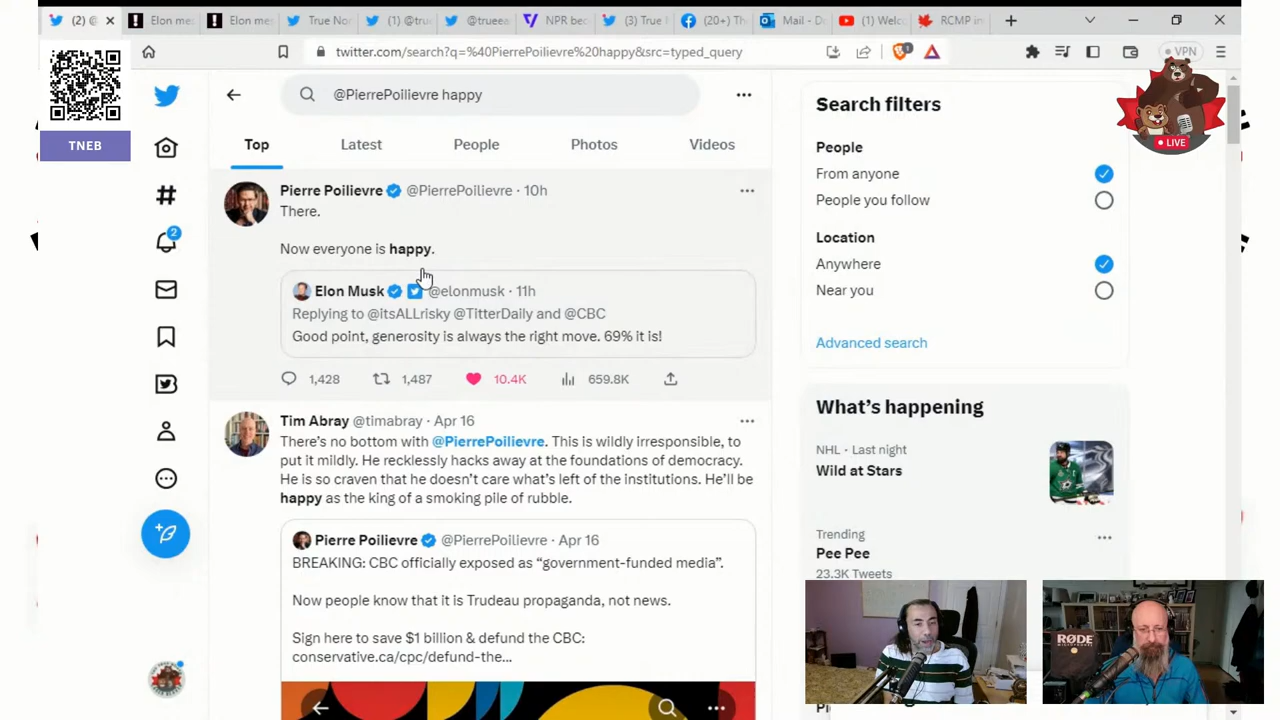 (2)
Elon me
Elon me
True No
(1) @tru
@trueea
NPR be
(3) True
(20+) Th
Mail - D
(1) Welc
RCMP i
twitter.com/search?q=%40PierrePoilievre%20happy&src=typed_query
1
VPN
TNEB
LIVE
@PierrePoilievre happy
Top
Latest
People
Photos
Videos
2
Pierre Poilievre @PierrePoilievre · 10h
There.
Now everyone is happy.
Elon Musk @elonmusk · 11h
Replying to @itsALLrisky @TitterDaily and @CBC
Good point, generosity is always the right move. 69% it is!
1,428
1,487
10.4K
659.8K
Tim Abray @timabray · Apr 16
There's no bottom with @PierrePoilievre. This is wildly irresponsible, to
put it mildly. He recklessly hacks away at the foundations of democracy.
He is so craven that he doesn't care what's left of the institutions. He'll be
happy as the king of a smoking pile of rubble.
Pierre Poilievre @PierrePoilievre · Apr 16
BREAKING: CBC officially exposed as “government-funded media”.
Now people know that it is Trudeau propaganda, not news.
Sign here to save $1 billion & defund the CBC:
conservative.ca/cpc/defund-the...
Search filters
People
From anyone
People you follow
Location
Anywhere
Near you
Advanced search
What's happening
NHL · Last night
Wild at Stars
Trending
Pee Pee
23.3K Tweets
RØDE